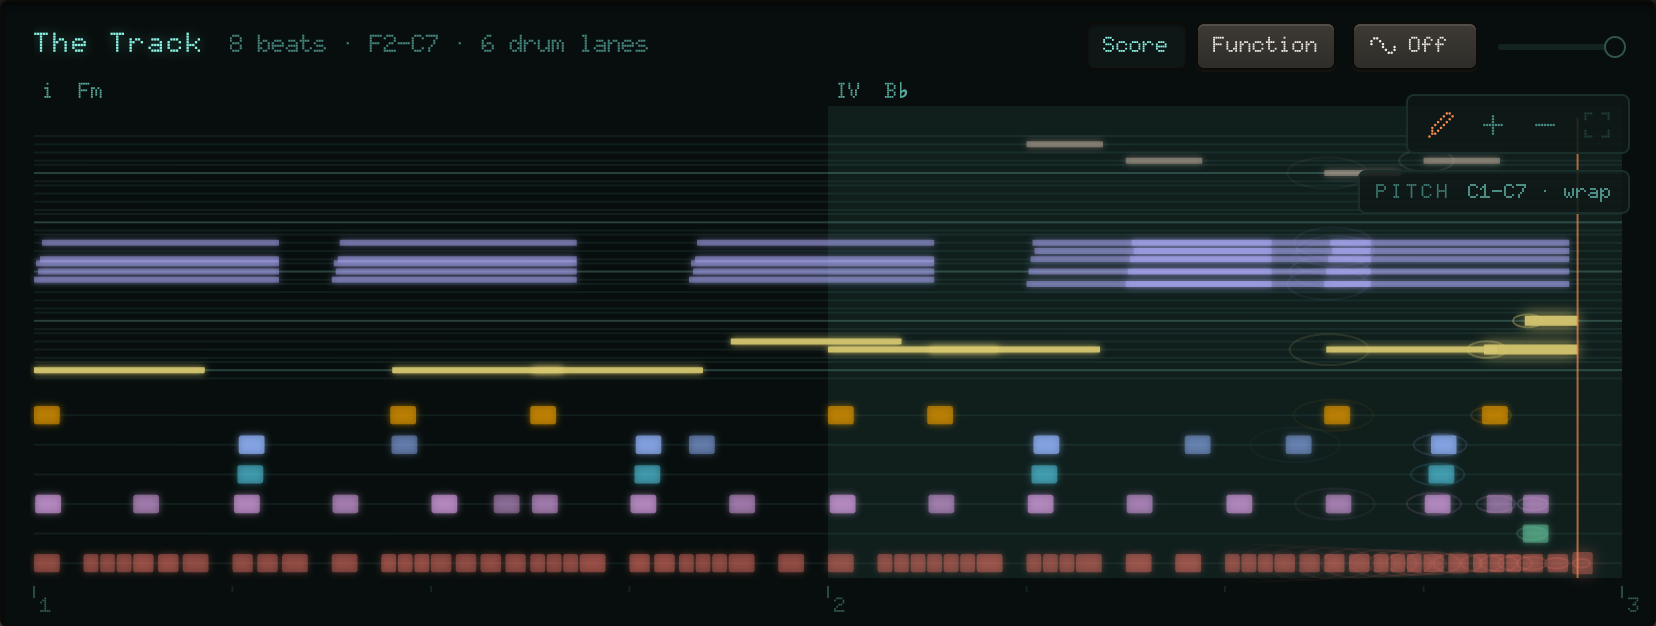 The Track 8 beats · F2–C7 · 6 drum lanes Score Function Off
i Fm IV B♭
PITCH C1–C7 · wrap
1 2 3